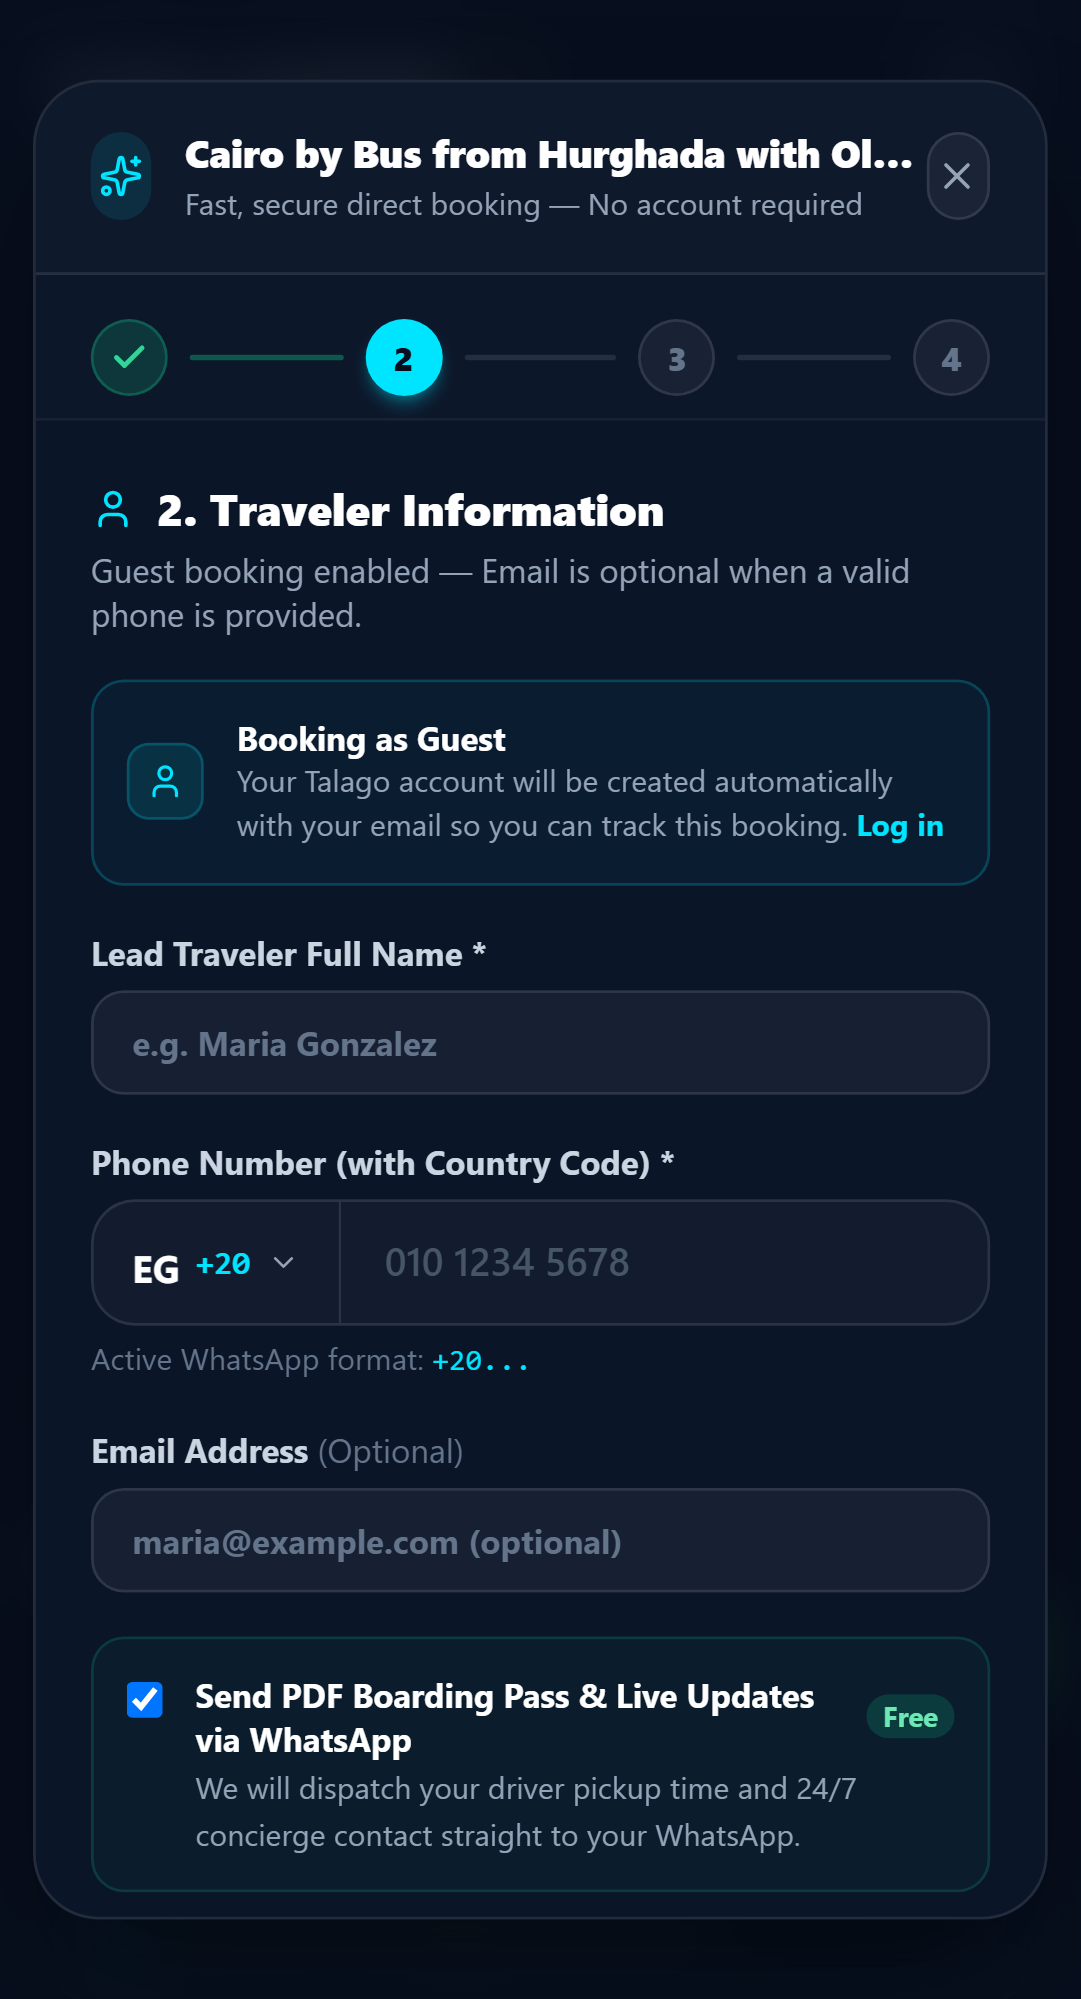 Cairo by Bus from Hurghada with Ol...
Fast, secure direct booking — No account required
2
3
4
2. Traveler Information
Guest booking enabled — Email is optional when a valid
phone is provided.
Booking as Guest
Your Talago account will be created automatically
with your email so you can track this booking. Log in
Lead Traveler Full Name *
e.g. Maria Gonzalez
Phone Number (with Country Code) *
EG +20 010 1234 5678
Active WhatsApp format: +20...
Email Address (Optional)
maria@example.com (optional)
Send PDF Boarding Pass & Live Updates
via WhatsApp
Free
We will dispatch your driver pickup time and 24/7
concierge contact straight to your WhatsApp.